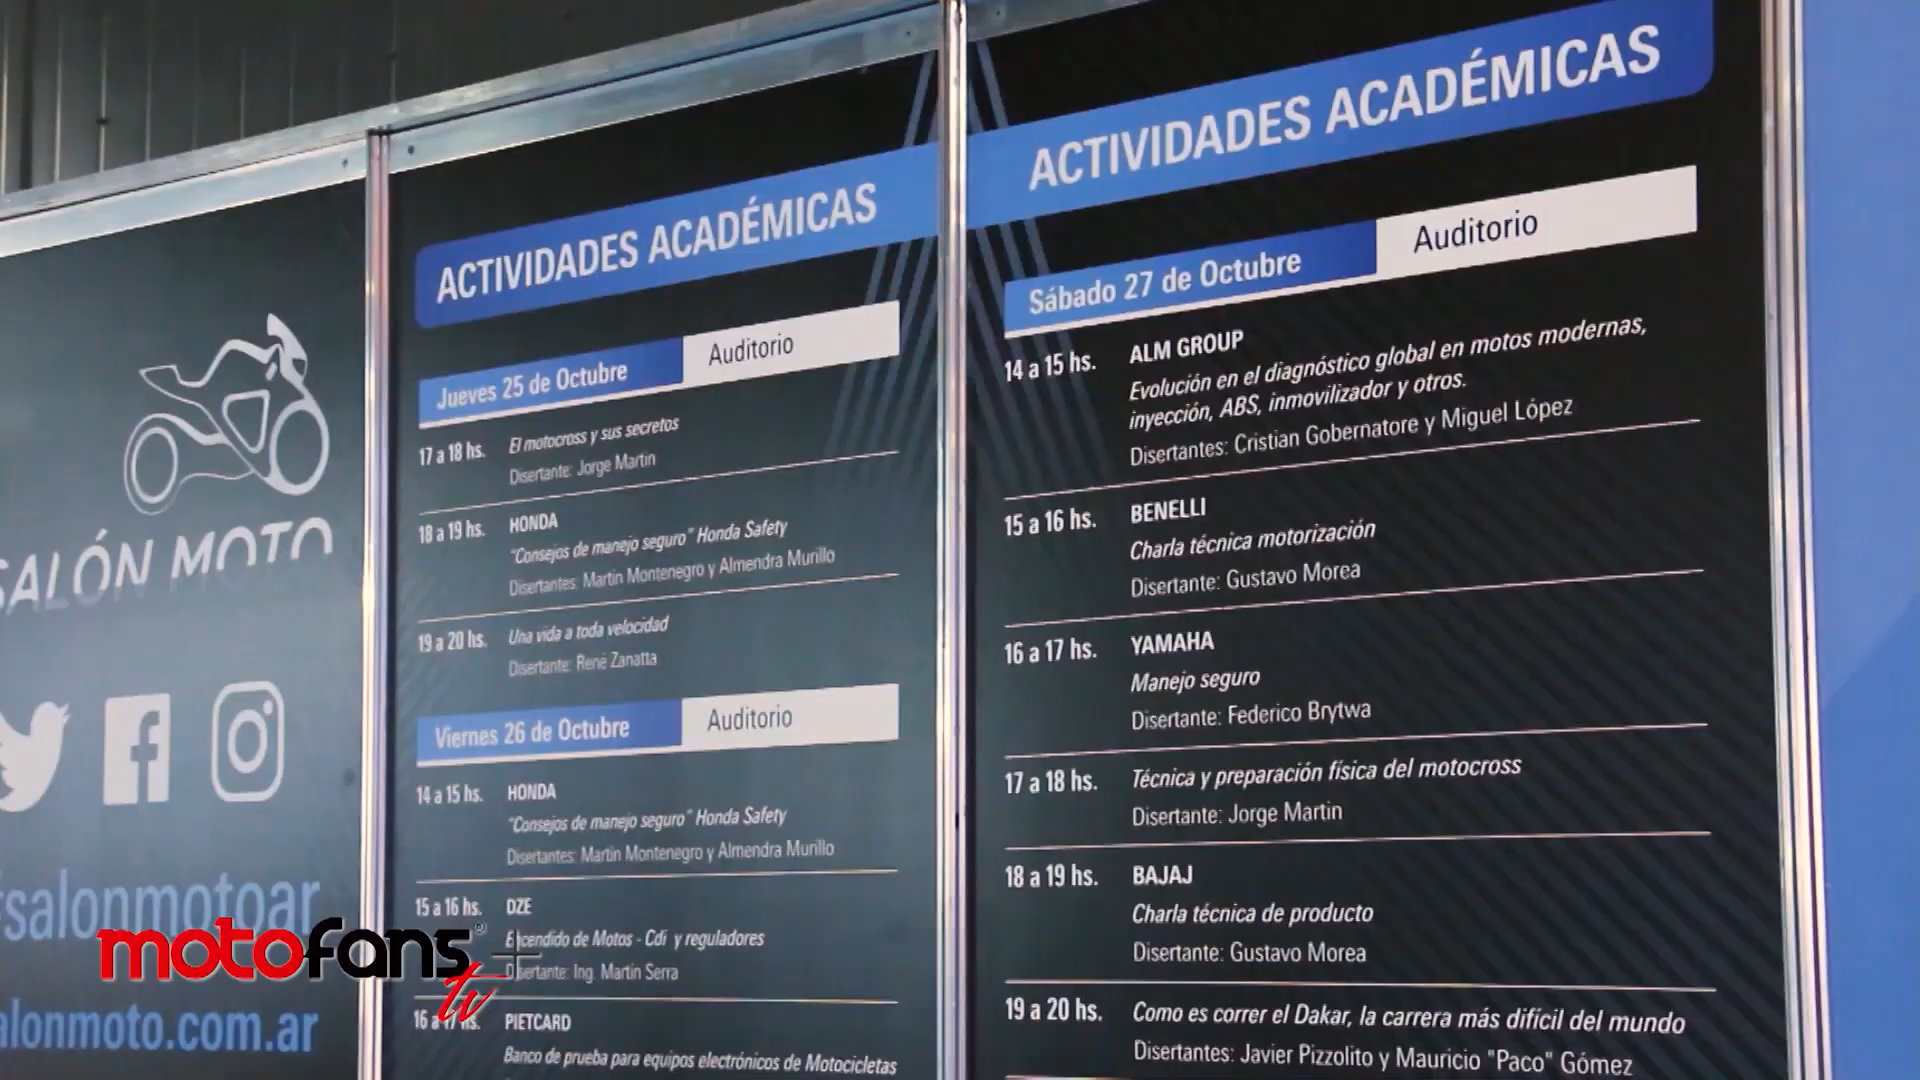 SALÓN MOTO
#salonmotoar
salonmoto.com.ar
motofans®
tv
ACTIVIDADES ACADÉMICAS
Jueves 25 de Octubre Auditorio
17 a 18 hs. El motocross y sus secretos
Disertante: Jorge Martin
18 a 19 hs. HONDA
"Consejos de manejo seguro" Honda Safety
Disertantes: Martin Montenegro y Almendra Murillo
19 a 20 hs. Una vida a toda velocidad
Disertante: René Zanatta
Viernes 26 de Octubre Auditorio
14 a 15 hs. HONDA
"Consejos de manejo seguro" Honda Safety
Disertantes: Martin Montenegro y Almendra Murillo
15 a 16 hs. DZE
Encendido de Motos - Cdi y reguladores
Disertante: Ing. Martin Serra
16 a 17 hs. PIETCARD
Banco de prueba para equipos electrónicos de Motocicletas
ACTIVIDADES ACADÉMICAS
Sábado 27 de Octubre Auditorio
14 a 15 hs. ALM GROUP
Evolución en el diagnóstico global en motos modernas,
inyección, ABS, inmovilizador y otros.
Disertantes: Cristian Gobernatore y Miguel López
15 a 16 hs. BENELLI
Charla técnica motorización
Disertante: Gustavo Morea
16 a 17 hs. YAMAHA
Manejo seguro
Disertante: Federico Brytwa
17 a 18 hs. Técnica y preparación física del motocross
Disertante: Jorge Martin
18 a 19 hs. BAJAJ
Charla técnica de producto
Disertante: Gustavo Morea
19 a 20 hs. Como es correr el Dakar, la carrera más difícil del mundo
Disertantes: Javier Pizzolito y Mauricio "Paco" Gómez